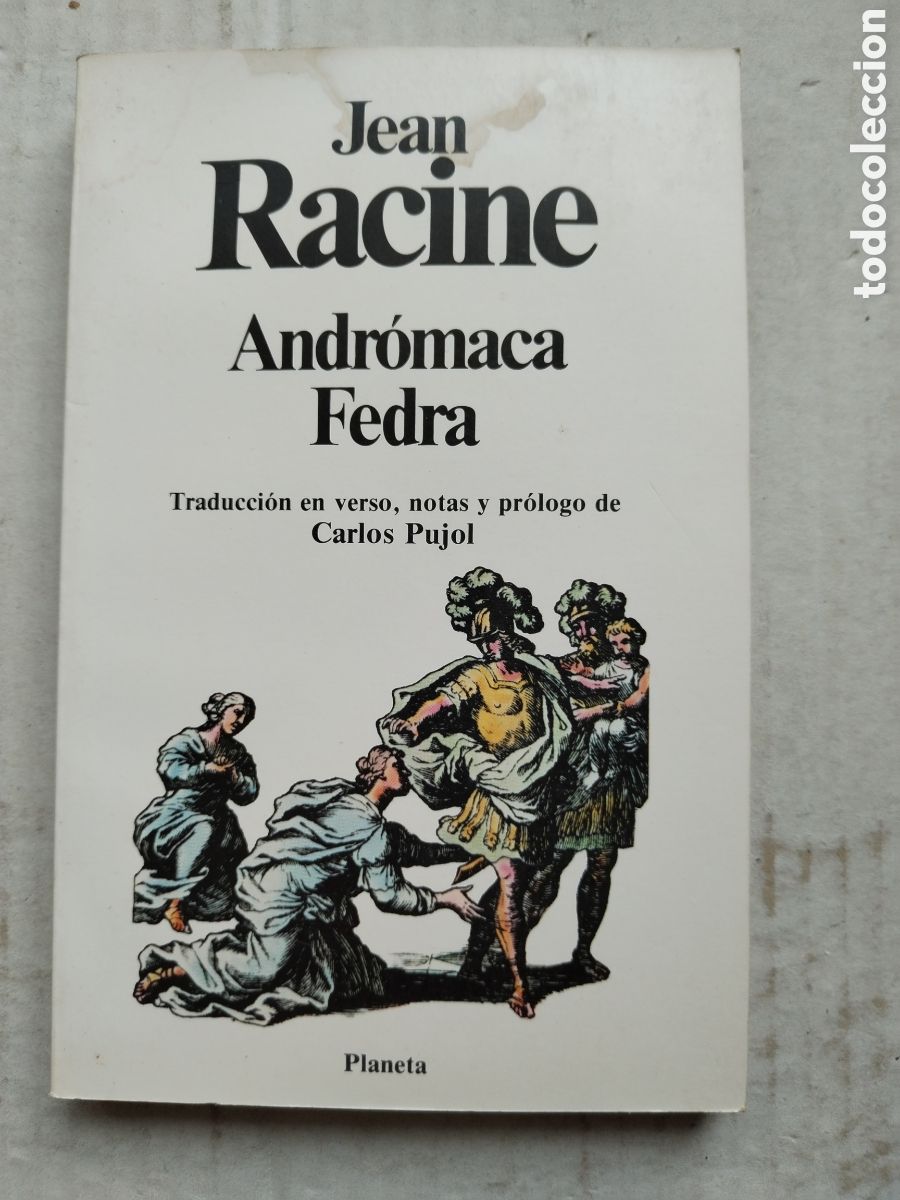 Jean
Racine
Andrómaca
Fedra
Traducción en verso, notas y prólogo de
Carlos Pujol
Planeta
todocoleccion